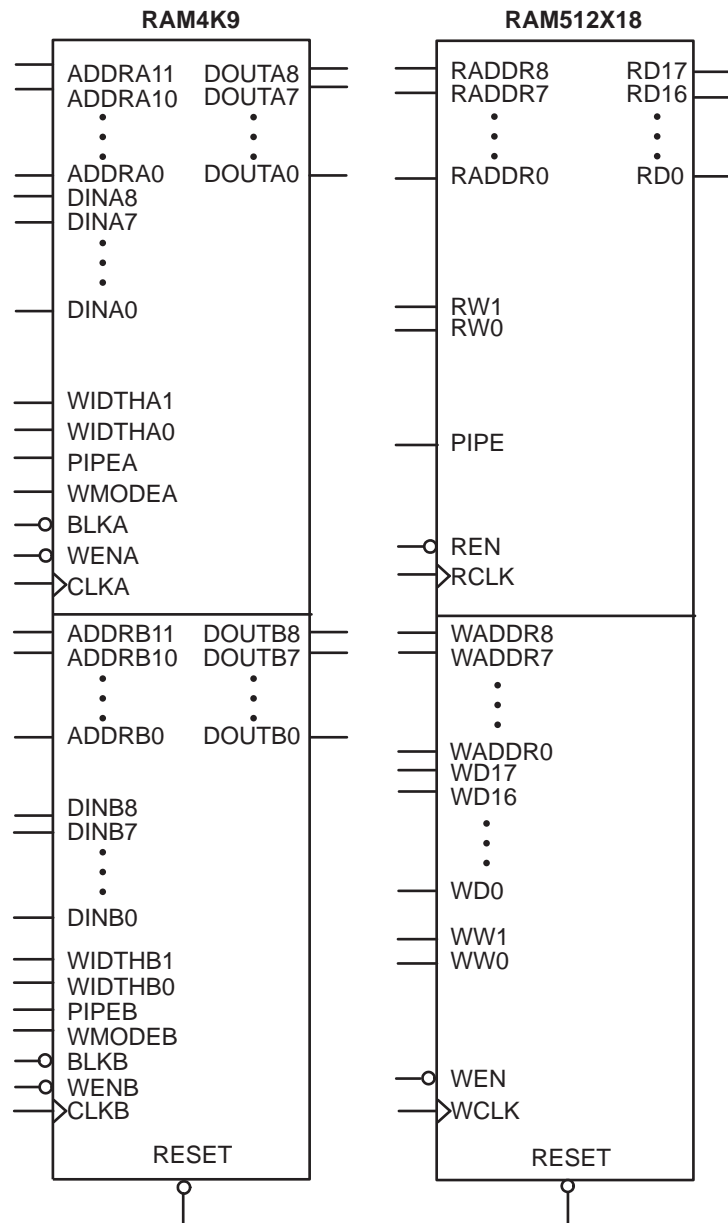 RAM4K9
ADDRA11 DOUTA8
ADDRA10 DOUTA7
ADDRA0 DOUTA0
DINA8
DINA7
DINA0
WIDTHA1
WIDTHA0
PIPEA
WMODEA
BLKA
WENA
CLKA
ADDRB11 DOUTB8
ADDRB10 DOUTB7
ADDRB0 DOUTB0
DINB8
DINB7
DINB0
WIDTHB1
WIDTHB0
PIPEB
WMODEB
BLKB
WENB
CLKB
RESET
RAM512X18
RADDR8 RD17
RADDR7 RD16
RADDR0 RD0
RW1
RW0
PIPE
REN
RCLK
WADDR8
WADDR7
WADDR0
WD17
WD16
WD0
WW1
WW0
WEN
WCLK
RESET